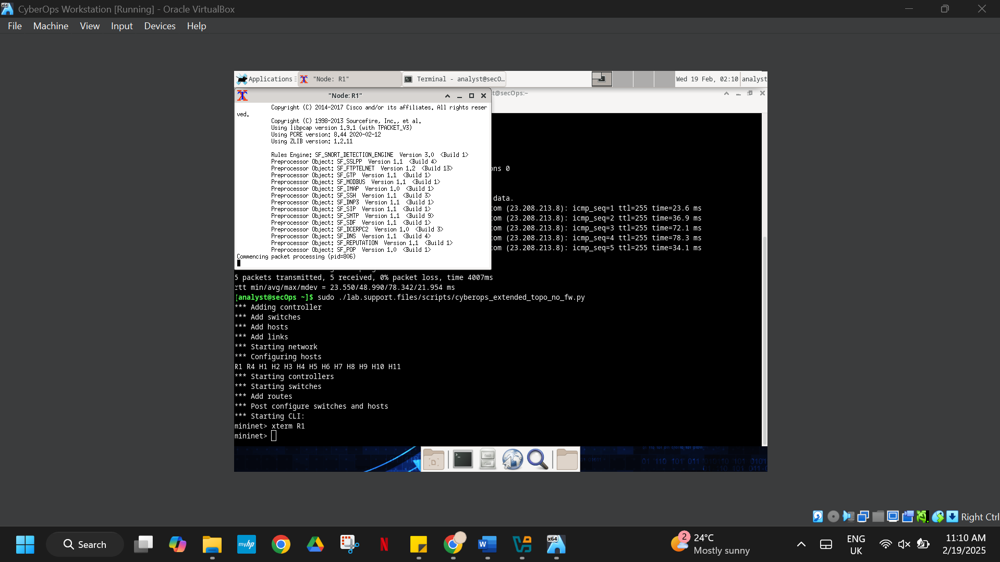 CyberOps Workstation [Running] - Oracle VirtualBox
File Machine View Input Devices Help
Applications "Node: R1" Terminal - analyst@secO... Wed 19 Feb, 02:10 analyst
"Node: R1"
t@secOps:~
Copyright (C) 2014-2017 Cisco and/or its affiliates. All rights reser
ved.
Copyright (C) 1998-2013 Sourcefire, Inc., et al.
Using libpcap version 1.9.1 (with TPACKET_V3)
Using PCRE version: 8.44 2020-02-12
Using ZLIB version: 1.2.11
Rules Engine: SF_SNORT_DETECTION_ENGINE Version 3.0 <Build 1>
Preprocessor Object: SF_SSLPP Version 1.1 <Build 4>
Preprocessor Object: SF_FTPTELNET Version 1.2 <Build 13>
Preprocessor Object: SF_GTP Version 1.1 <Build 1>
Preprocessor Object: SF_MODBUS Version 1.1 <Build 1>
Preprocessor Object: SF_IMAP Version 1.0 <Build 1>
Preprocessor Object: SF_SSH Version 1.1 <Build 3>
Preprocessor Object: SF_DNP3 Version 1.1 <Build 1>
Preprocessor Object: SF_SIP Version 1.1 <Build 1>
Preprocessor Object: SF_SMTP Version 1.1 <Build 9>
Preprocessor Object: SF_SDF Version 1.1 <Build 1>
Preprocessor Object: SF_DCERPC2 Version 1.0 <Build 3>
Preprocessor Object: SF_DNS Version 1.1 <Build 4>
Preprocessor Object: SF_REPUTATION Version 1.1 <Build 1>
Preprocessor Object: SF_POP Version 1.0 <Build 1>
Commencing packet processing (pid=806)
ons 0
data.
com (23.208.213.8): icmp_seq=1 ttl=255 time=23.6 ms
com (23.208.213.8): icmp_seq=2 ttl=255 time=36.9 ms
com (23.208.213.8): icmp_seq=3 ttl=255 time=72.1 ms
com (23.208.213.8): icmp_seq=4 ttl=255 time=78.3 ms
com (23.208.213.8): icmp_seq=5 ttl=255 time=34.1 ms
5 packets transmitted, 5 received, 0% packet loss, time 4007ms
rtt min/avg/max/mdev = 23.550/48.990/78.342/21.954 ms
[analyst@secOps ~]$ sudo ./lab.support.files/scripts/cyberops_extended_topo_no_fw.py
*** Adding controller
*** Add switches
*** Add hosts
*** Add links
*** Starting network
*** Configuring hosts
R1 R4 H1 H2 H3 H4 H5 H6 H7 H8 H9 H10 H11
*** Starting controllers
*** Starting switches
*** Add routes
*** Post configure switches and hosts
*** Starting CLI:
mininet> xterm R1
mininet>
Right Ctrl
Search
myhp
N
W
x64
2
24°C
Mostly sunny
ENG
UK
11:10 AM
2/19/2025